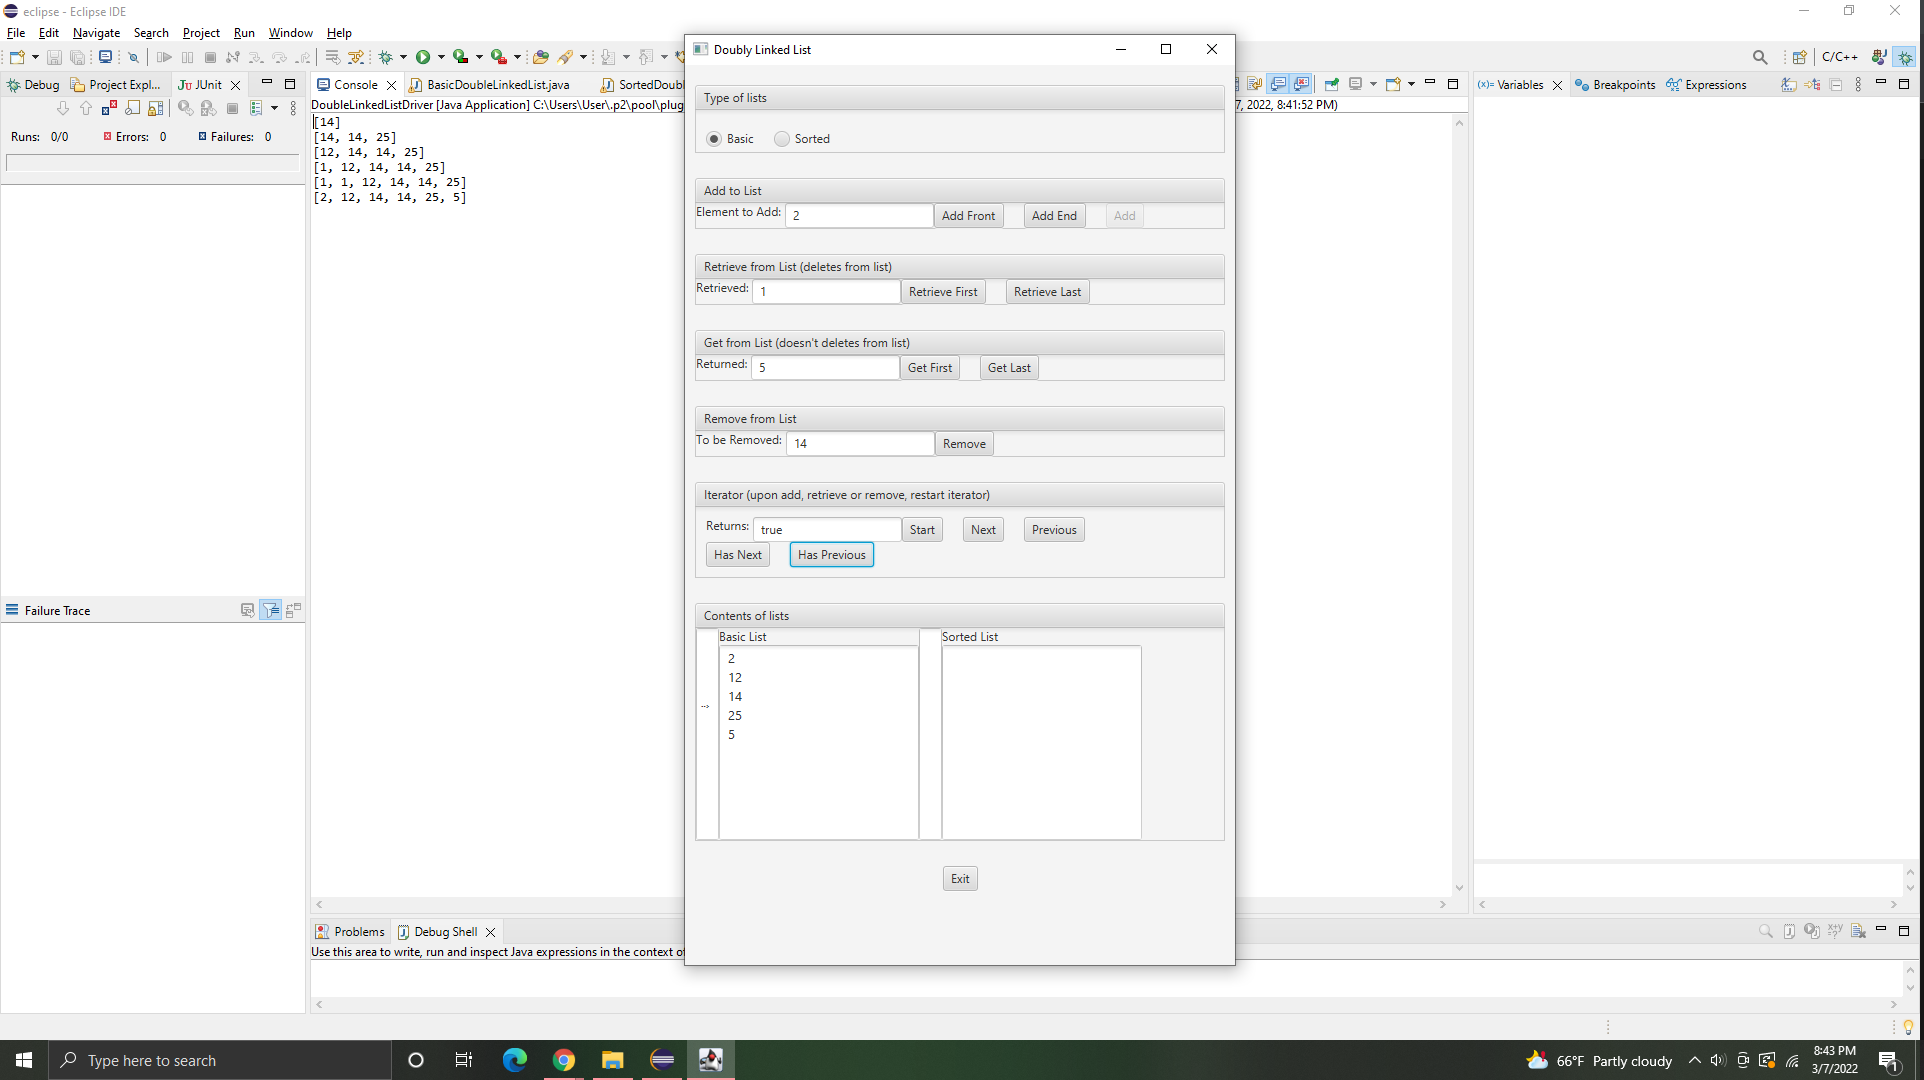 eclipse - Eclipse IDE
File Edit Navigate Search Project Run Window Help
C/C++
Debug Project Expl... JUnit
Runs: 0/0 Errors: 0 Failures: 0
Failure Trace
Console BasicDoubleLinkedList.java SortedDoubl
DoubleLinkedListDriver [Java Application] C:\Users\User\.p2\pool\plug
7, 2022, 8:41:52 PM)
[14]
[14, 14, 25]
[12, 14, 14, 25]
[1, 12, 14, 14, 25]
[1, 1, 12, 14, 14, 25]
[2, 12, 14, 14, 25, 5]
Doubly Linked List
Type of lists
Basic Sorted
Add to List
Element to Add: 2 Add Front Add End Add
Retrieve from List (deletes from list)
Retrieved: 1 Retrieve First Retrieve Last
Get from List (doesn't deletes from list)
Returned: 5 Get First Get Last
Remove from List
To be Removed: 14 Remove
Iterator (upon add, retrieve or remove, restart iterator)
Returns: true Start Next Previous
Has Next Has Previous
Contents of lists
Basic List Sorted List
2
12
14
25
5
Exit
(x)= Variables Breakpoints Expressions
Problems Debug Shell
Use this area to write, run and inspect Java expressions in the context of
Type here to search
66°F Partly cloudy
8:43 PM
3/7/2022
1